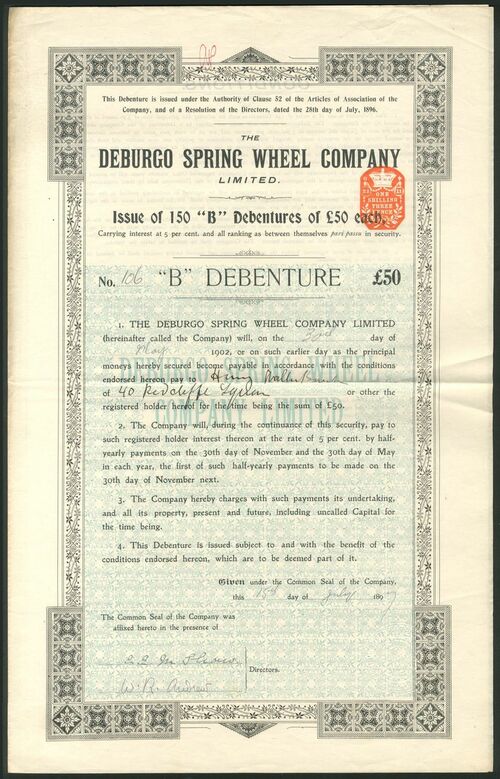 This Debenture is issued under the Authority of Clause 52 of the Articles of Association of the
Company, and of a Resolution of the Directors, dated the 28th day of July, 1896.
THE
DEBURGO SPRING WHEEL COMPANY
LIMITED.
ONE
SHILLING
THREE
PENCE
Issue of 150 "B" Debentures of £50 each,
Carrying interest at 5 per cent. and all ranking as between themselves pari passu in security.
No. 106 "B" DEBENTURE £50
1. THE DEBURGO SPRING WHEEL COMPANY LIMITED
(hereinafter called the Company) will, on the 30th day of
May 1902, or on such earlier day as the principal
moneys hereby secured become payable in accordance with the conditions
endorsed hereon pay to Henry Walter
of 40 Redcliffe or other the
registered holder hereof for the time being the sum of £50.
2. The Company will, during the continuance of this security, pay to
such registered holder interest thereon at the rate of 5 per cent. by half-
yearly payments on the 30th day of November and the 30th day of May
in each year, the first of such half-yearly payments to be made on the
30th day of November next.
3. The Company hereby charges with such payments its undertaking,
and all its property, present and future, including uncalled Capital for
the time being.
4. This Debenture is issued subject to and with the benefit of the
conditions endorsed hereon, which are to be deemed part of it.
Given under the Common Seal of the Company,
this 15th day of July 1897
The Common Seal of the Company was
affixed hereto in the presence of
Directors.
W. R. Andrew